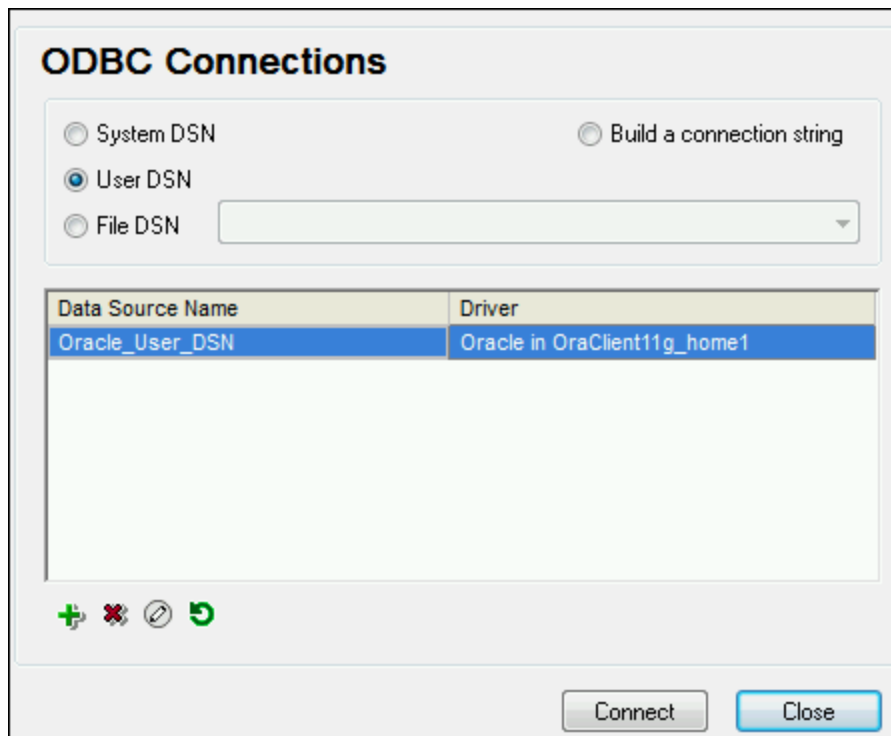 ODBC Connections
System DSN
Build a connection string
User DSN
File DSN
Data Source Name Driver
Oracle_User_DSN Oracle in OraClient11g_home1
Connect Close